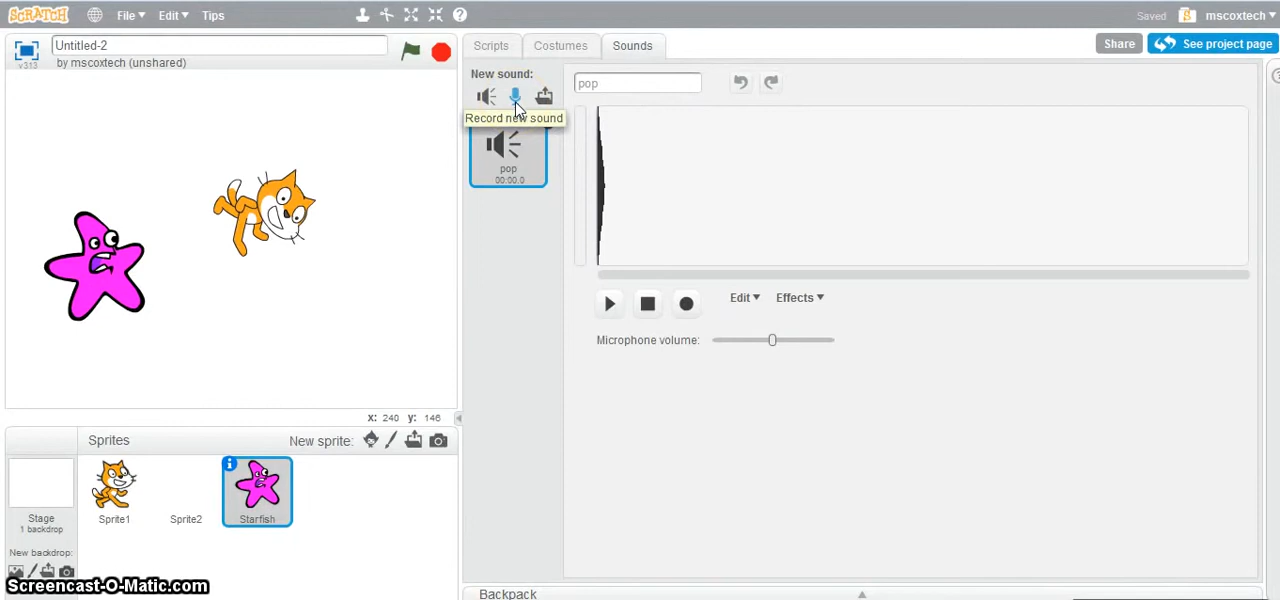 SCRATCH File Edit Tips Saved mscoxtech
Untitled-2
by mscoxtech (unshared)
v313
Scripts Costumes Sounds
Share See project page
New sound:
Record new sound
pop
00:00.0
pop
Edit Effects
Microphone volume:
x: 240 y: 146
Sprites New sprite:
Sprite1 Sprite2 Starfish
Stage
1 backdrop
New backdrop:
Backpack
Screencast-O-Matic.com